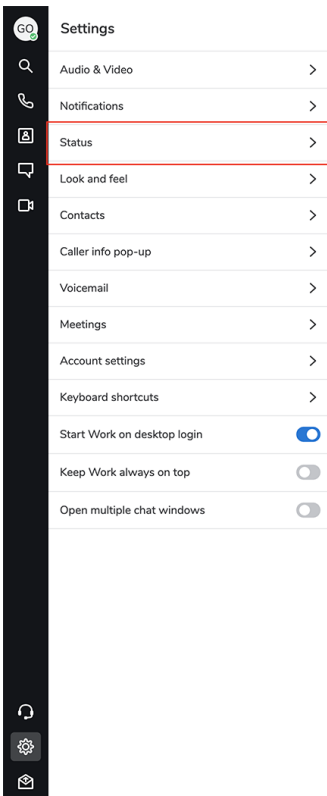 GO
Settings
Audio & Video
Notifications
Status
Look and feel
Contacts
Caller info pop-up
Voicemail
Meetings
Account settings
Keyboard shortcuts
Start Work on desktop login
Keep Work always on top
Open multiple chat windows